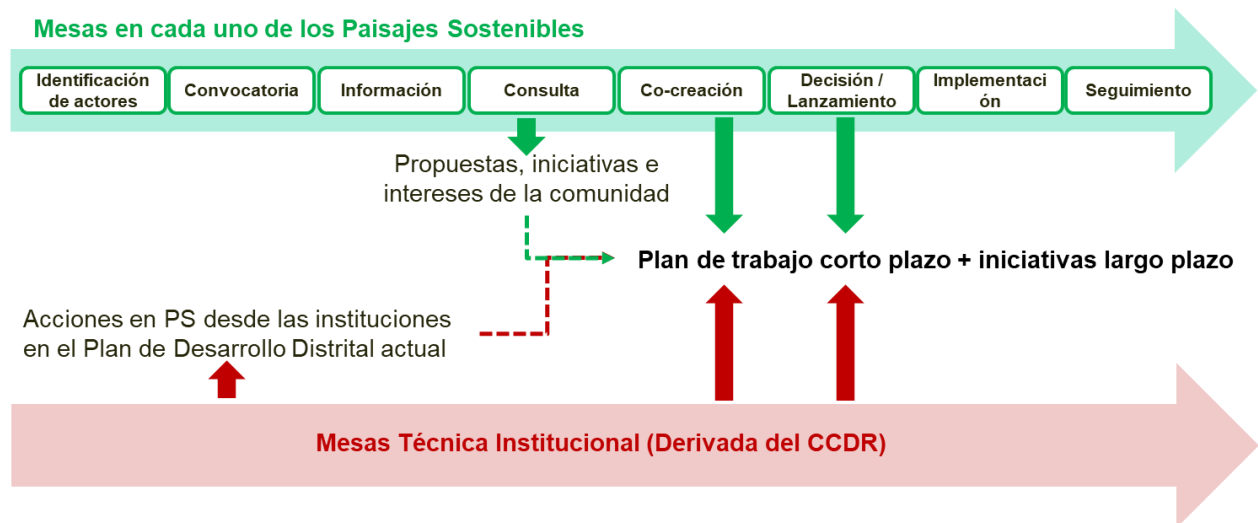 Mesas en cada uno de los Paisajes Sostenibles
Identificación
de actores
Convocatoria
Información
Consulta
Co-creación
Decisión /
Lanzamiento
Implementaci
ón
Seguimiento
Propuestas, iniciativas e
intereses de la comunidad
Plan de trabajo corto plazo + iniciativas largo plazo
Acciones en PS desde las instituciones
en el Plan de Desarrollo Distrital actual
Mesas Técnica Institucional (Derivada del CCDR)